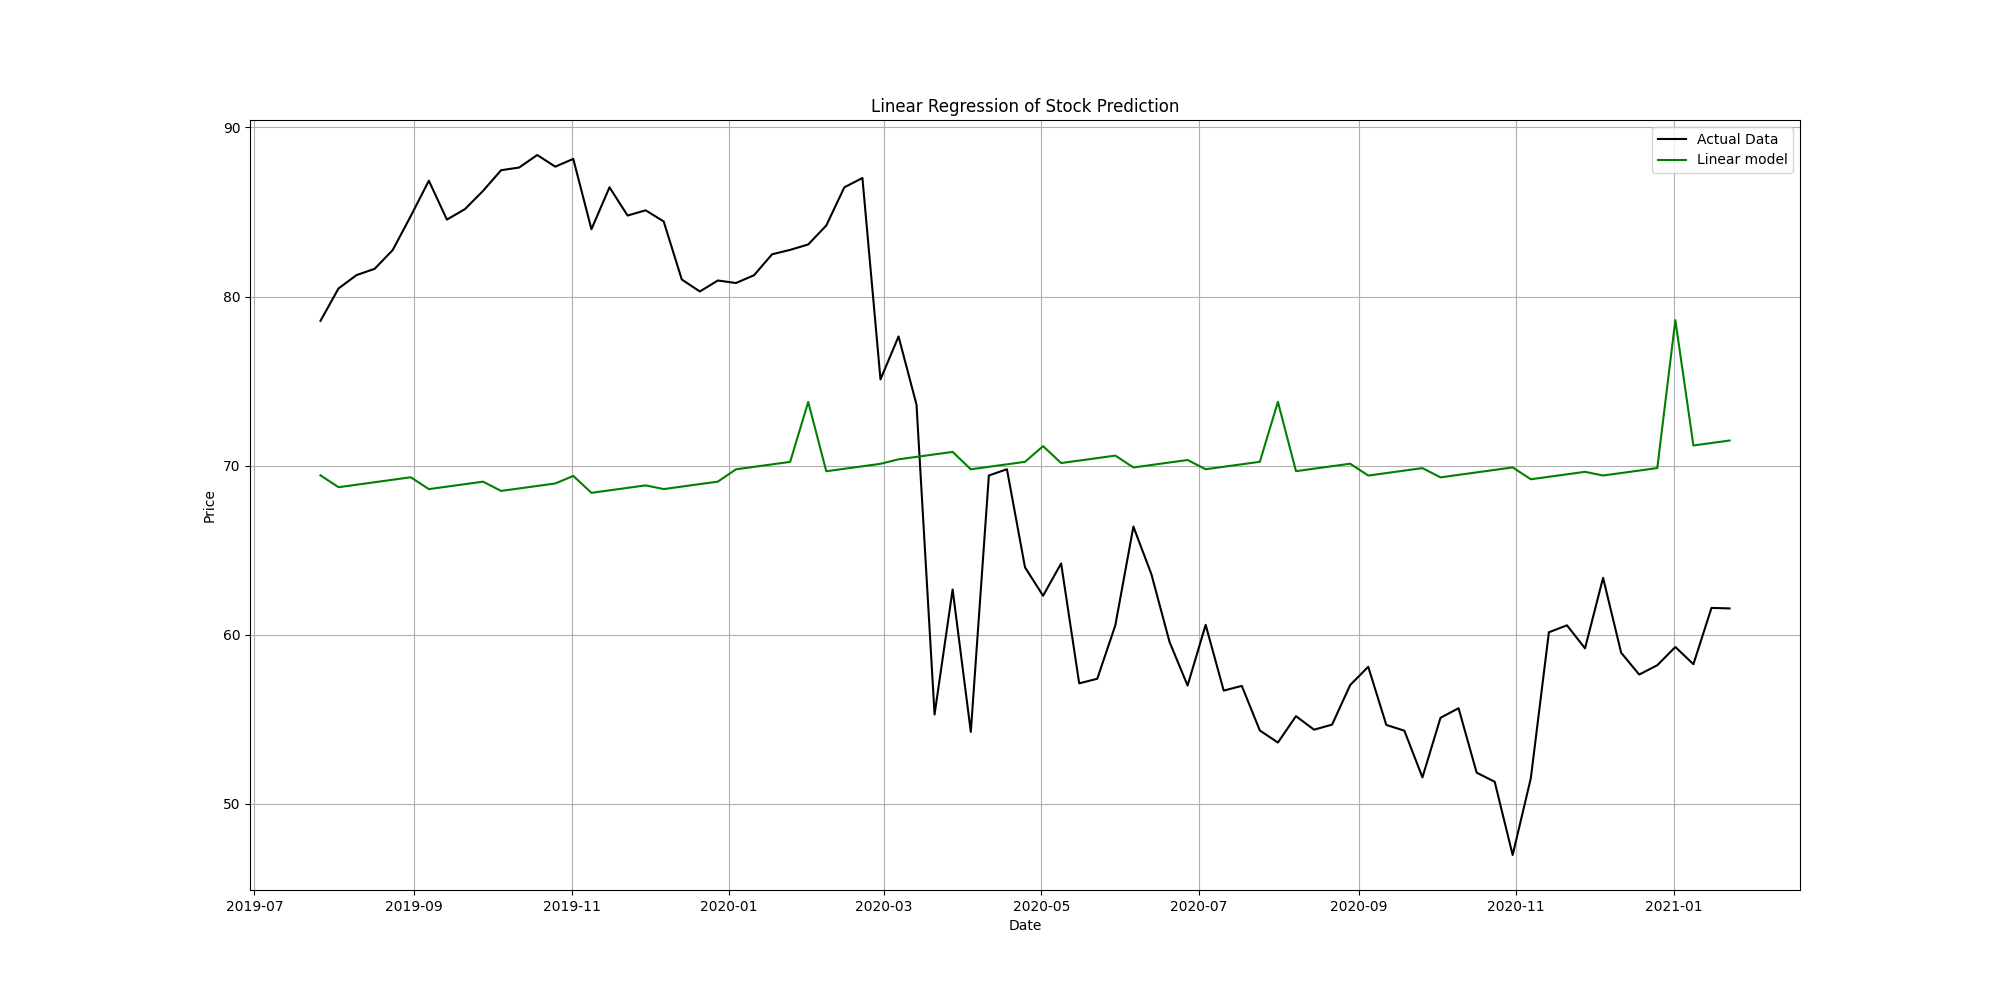 Linear Regression of Stock Prediction
Actual Data
Linear model
90
80
70
60
50
Price
2019-07 2019-09 2019-11 2020-01 2020-03 2020-05 2020-07 2020-09 2020-11 2021-01
Date